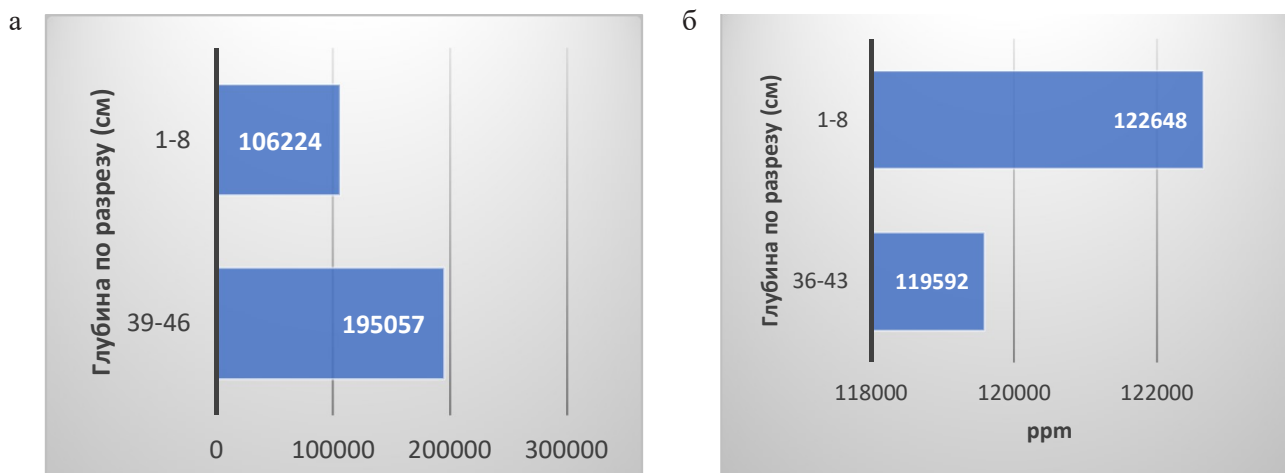 а
Глубина по разрезу (см)
1-8
106224
39-46
195057
0 100000 200000 300000
б
Глубина по разрезу (см)
1-8
122648
36-43
119592
118000 120000 122000
ppm